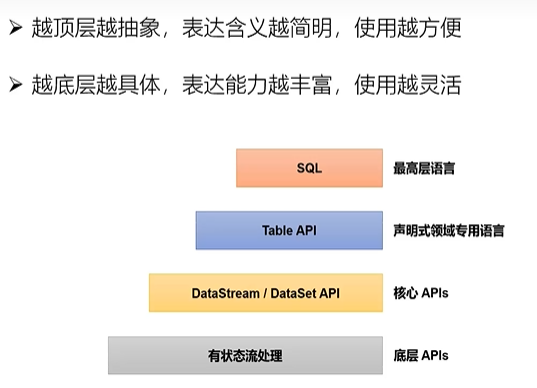 ➢ 越顶层越抽象，表达含义越简明，使用越方便
➢ 越底层越具体，表达能力越丰富，使用越灵活
SQL 最高层语言
Table API 声明式领域专用语言
DataStream / DataSet API 核心 APIs
有状态流处理 底层 APIs